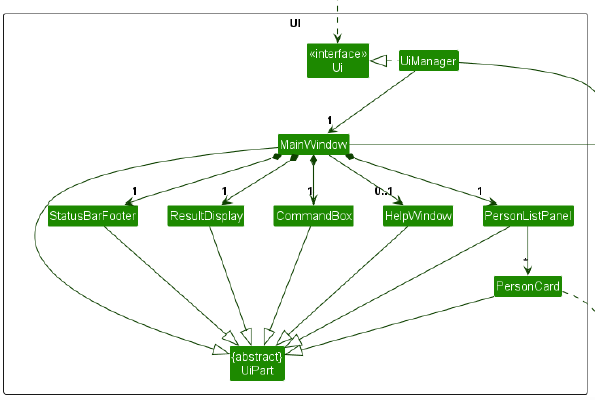 UI
«interface»
Ui
UiManager
1
MainWindow
1
1
1
0..1
1
StatusBarFooter
ResultDisplay
CommandBox
HelpWindow
PersonListPanel
*
PersonCard
{abstract}
UiPart